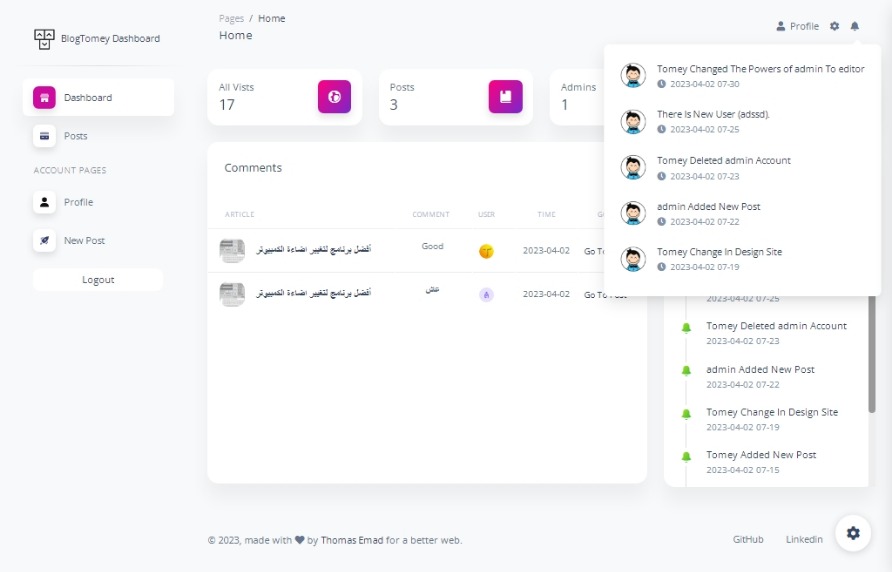 BlogTomey Dashboard
Dashboard
Posts
ACCOUNT PAGES
Profile
New Post
Logout
Pages / Home
Home
Profile
All Vists
17
Posts
3
Admins
1
Tomey Changed The Powers of admin To editor
2023-04-02 07-30
There Is New User (adssd).
2023-04-02 07-25
Tomey Deleted admin Account
2023-04-02 07-23
admin Added New Post
2023-04-02 07-22
Tomey Change In Design Site
2023-04-02 07-19
Comments
ARTICLE COMMENT USER TIME
أفضل برنامج لتغيير اضاءة الكمبيوتر Good 2023-04-02 Go To
أفضل برنامج لتغيير اضاءة الكمبيوتر عاش 2023-04-02 Go To
2023-04-02 07-25
Tomey Deleted admin Account
2023-04-02 07-23
admin Added New Post
2023-04-02 07-22
Tomey Change In Design Site
2023-04-02 07-19
Tomey Added New Post
2023-04-02 07-15
© 2023, made with by Thomas Emad for a better web.
GitHub Linkedin